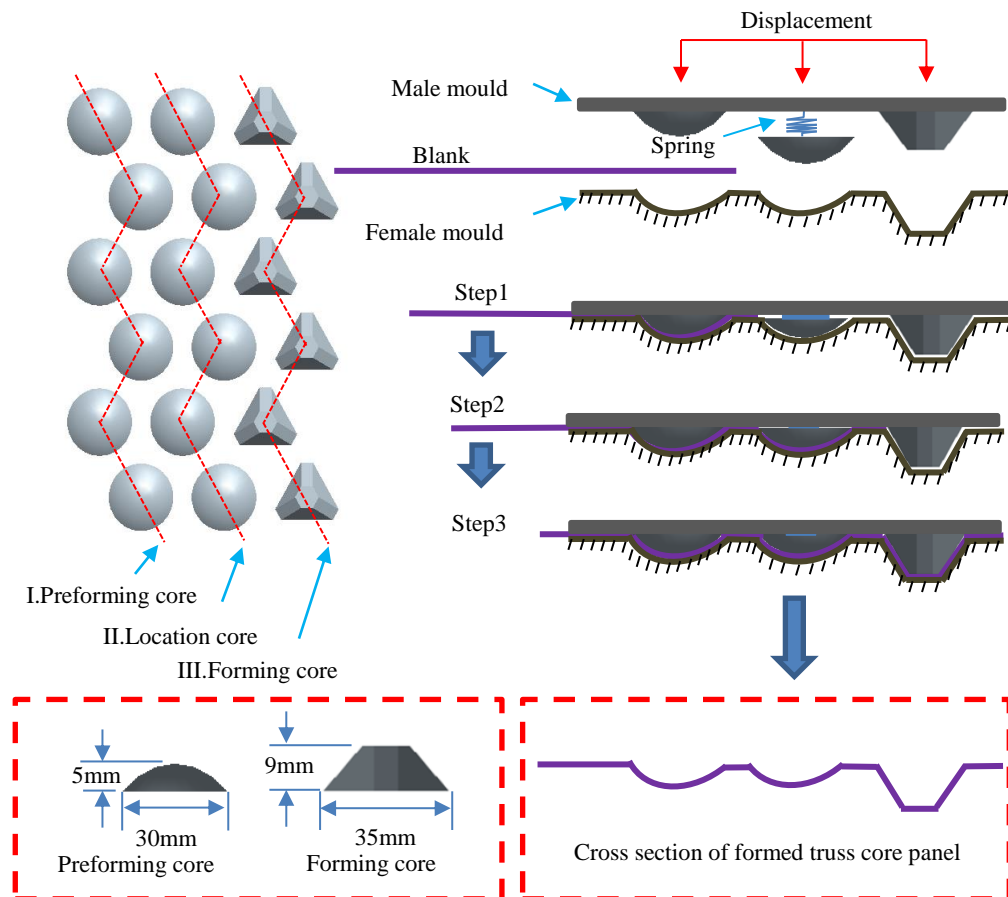 Displacement
Male mould
Spring
Blank
Female mould
Step1
Step2
Step3
I.Preforming core
II.Location core
III.Forming core
5mm
30mm
Preforming core
9mm
35mm
Forming core
Cross section of formed truss core panel